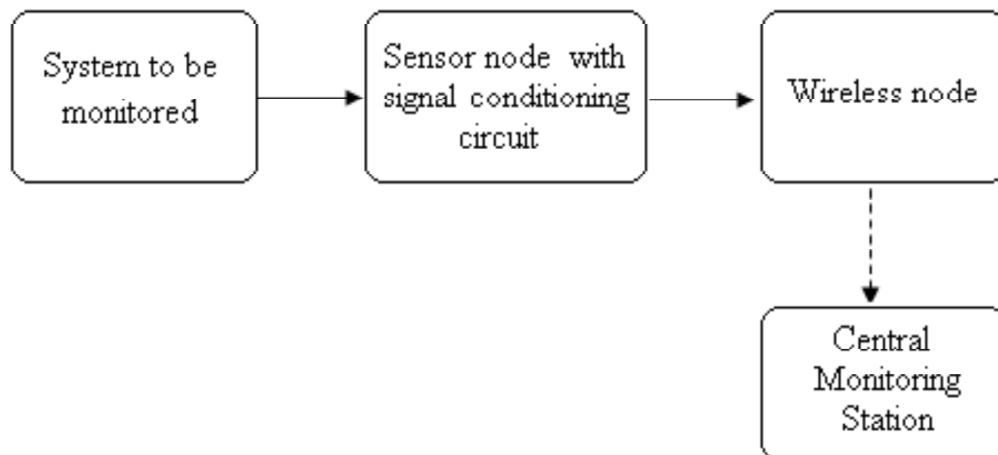 System to be
monitored
Sensor node with
signal conditioning
circuit
Wireless node
Central
Monitoring
Station